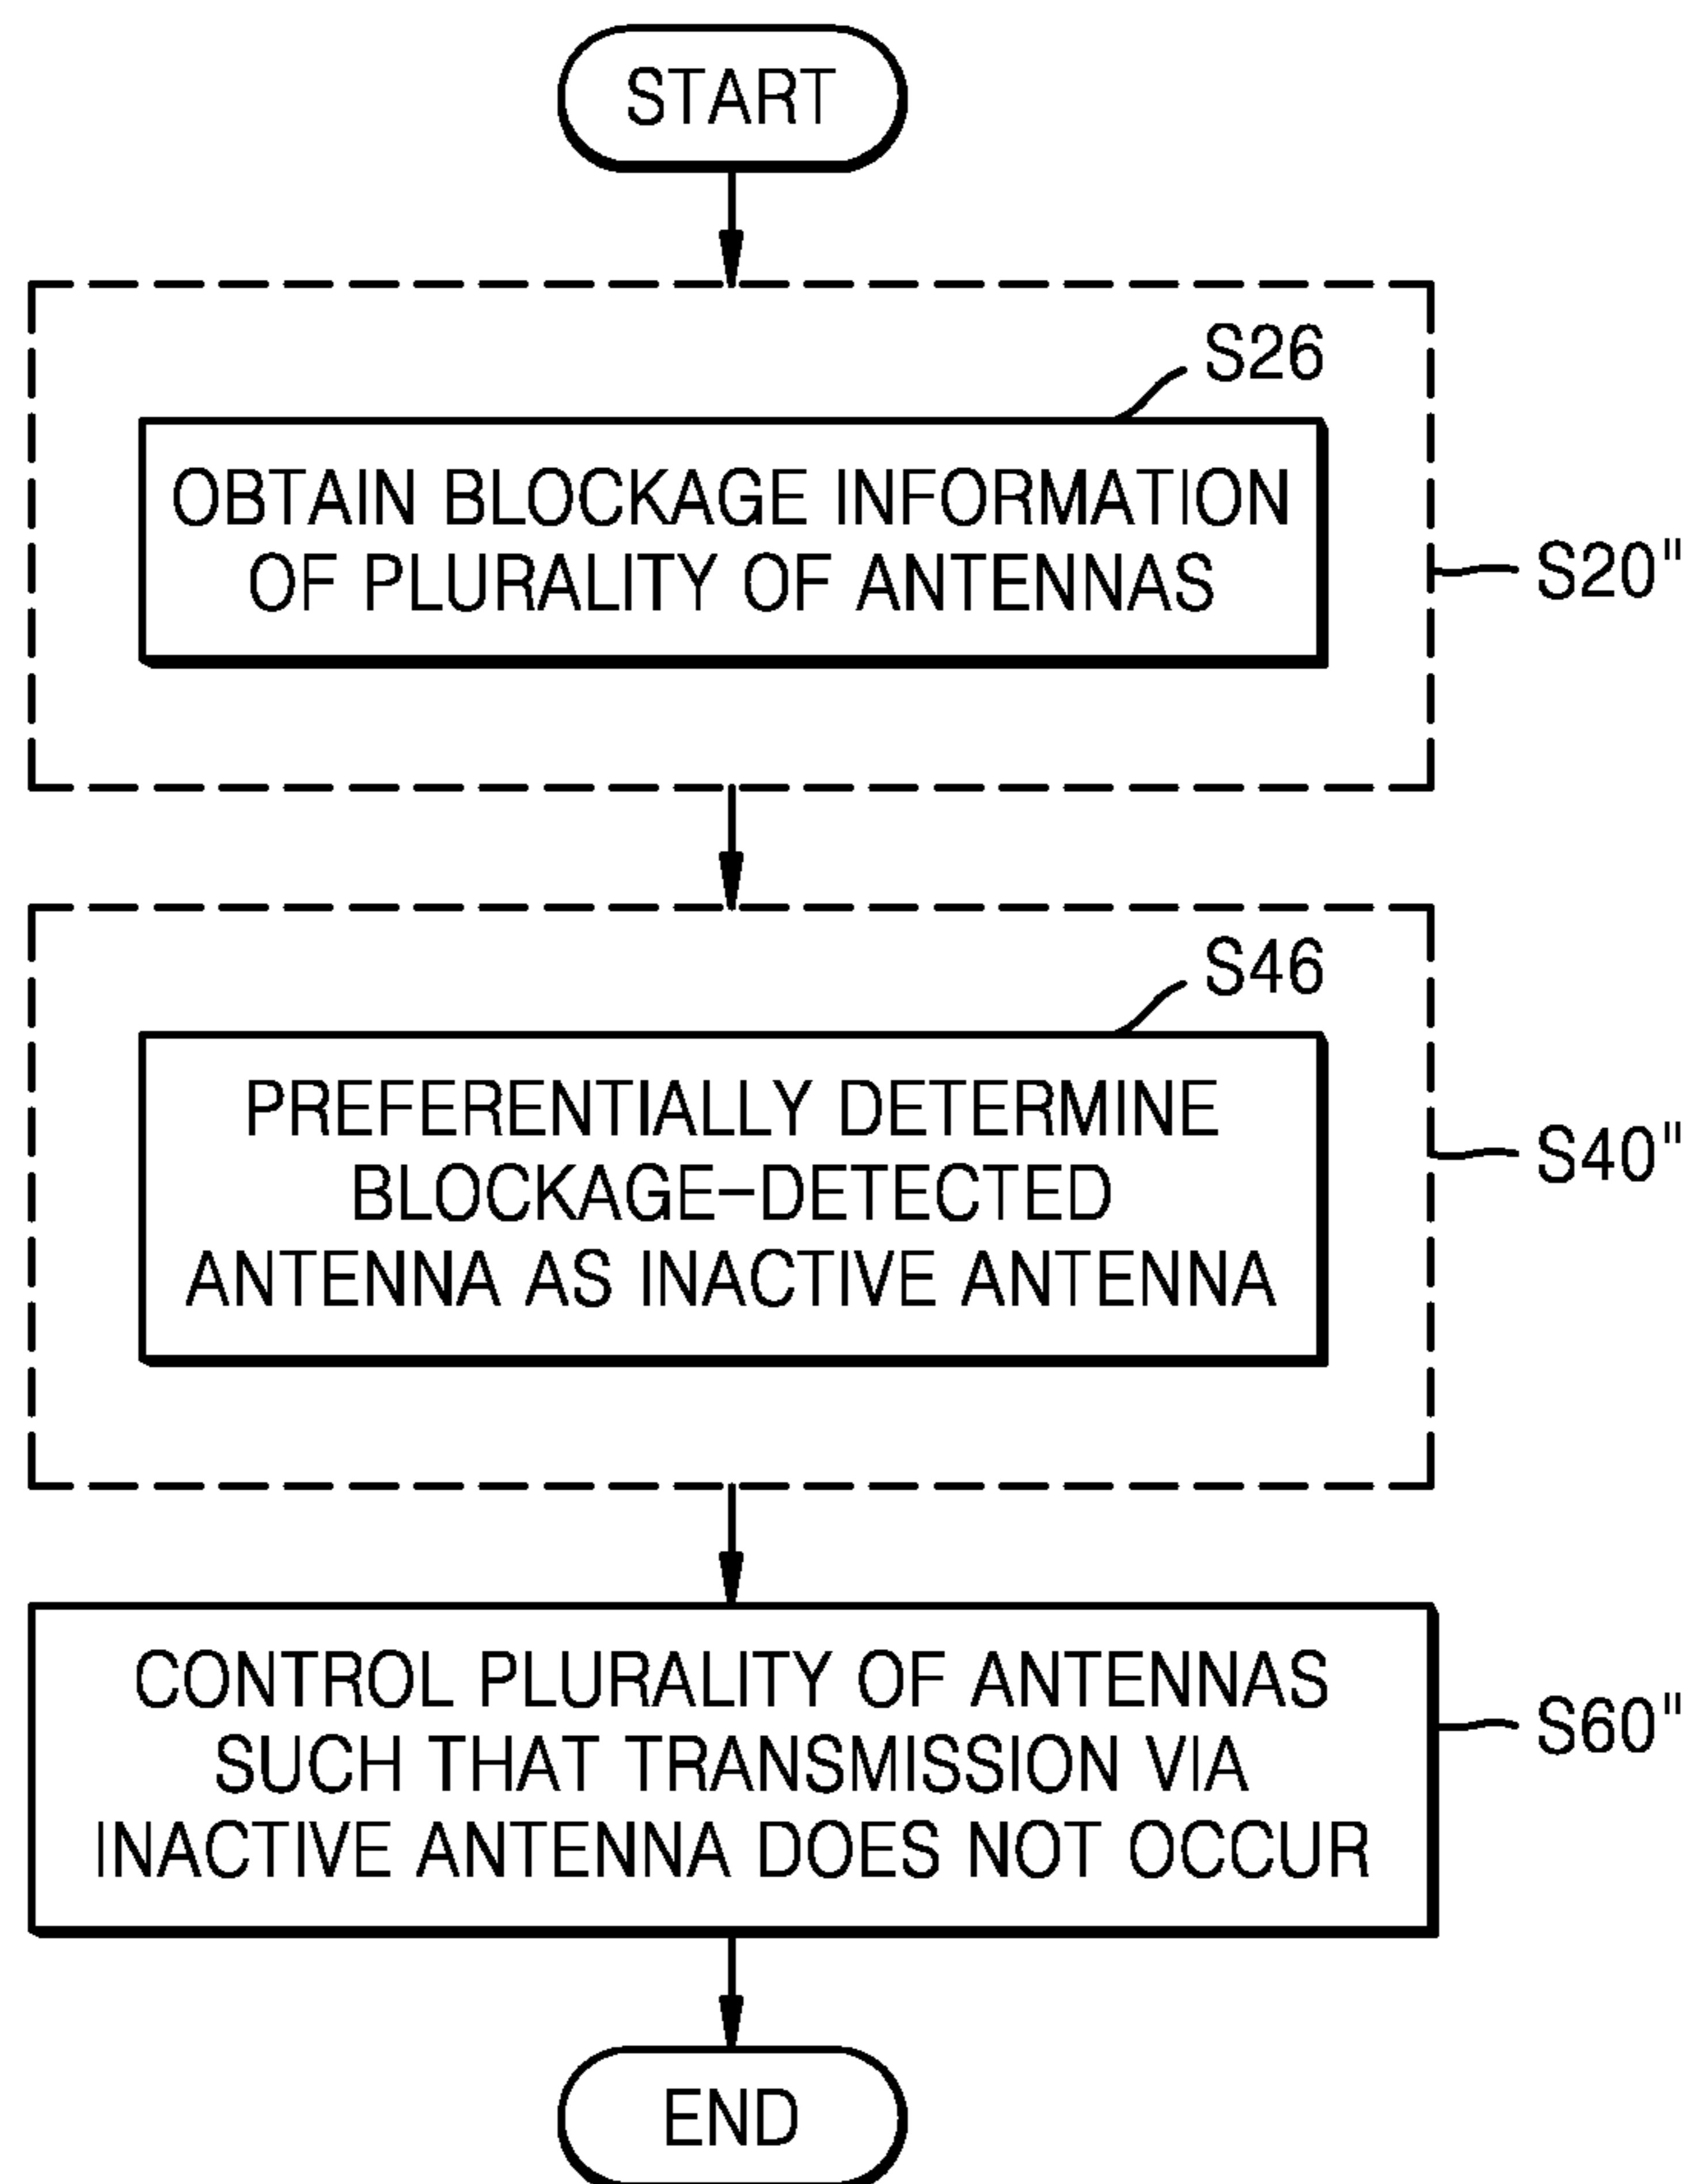 START
S26
OBTAIN BLOCKAGE INFORMATION
OF PLURALITY OF ANTENNAS
S20"
S46
PREFERENTIALLY DETERMINE
BLOCKAGE-DETECTED
ANTENNA AS INACTIVE ANTENNA
S40"
CONTROL PLURALITY OF ANTENNAS
SUCH THAT TRANSMISSION VIA
INACTIVE ANTENNA DOES NOT OCCUR
S60"
END